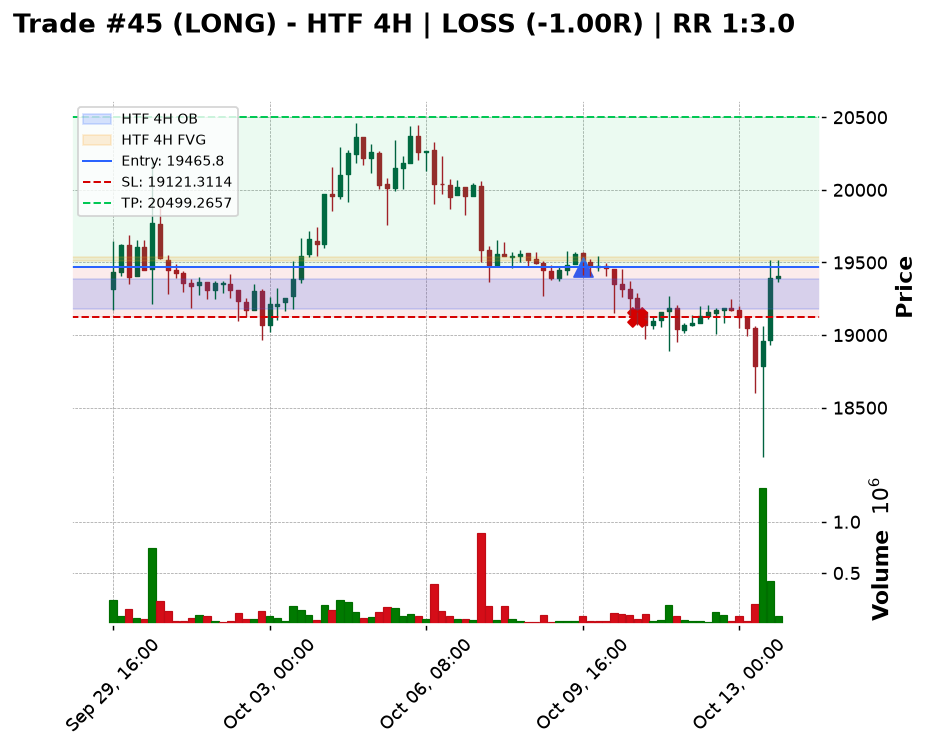 Trade #45 (LONG) - HTF 4H | LOSS (-1.00R) | RR 1:3.0
HTF 4H OB
HTF 4H FVG
Entry: 19465.8
SL: 19121.3114
TP: 20499.2657
20500
20000
19500
19000
18500
Price
1.0
0.5
Volume 10⁶
Sep 29, 16:00
Oct 03, 00:00
Oct 06, 08:00
Oct 09, 16:00
Oct 13, 00:00